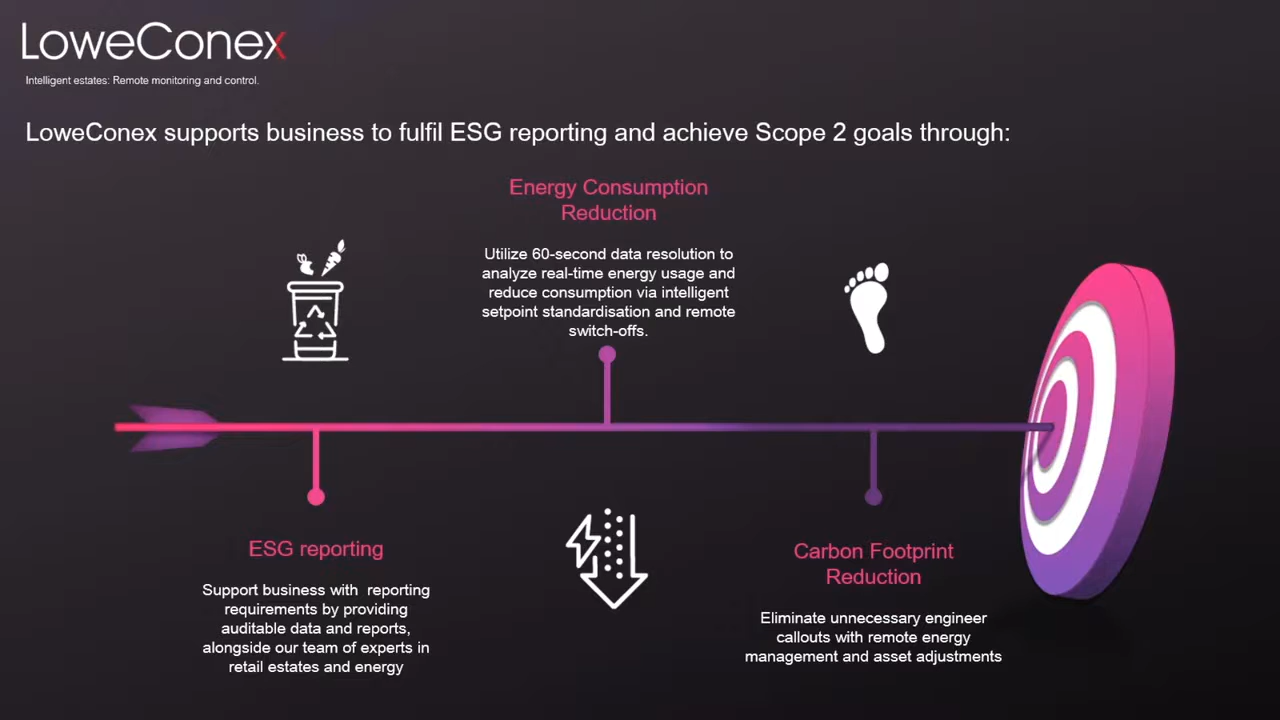 LoweConex
Intelligent estates: Remote monitoring and control.
LoweConex supports business to fulfil ESG reporting and achieve Scope 2 goals through:
Energy Consumption
Reduction
Utilize 60-second data resolution to
analyze real-time energy usage and
reduce consumption via intelligent
setpoint standardisation and remote
switch-offs.
ESG reporting
Support business with reporting
requirements by providing
auditable data and reports,
alongside our team of experts in
retail estates and energy
Carbon Footprint
Reduction
Eliminate unnecessary engineer
callouts with remote energy
management and asset adjustments